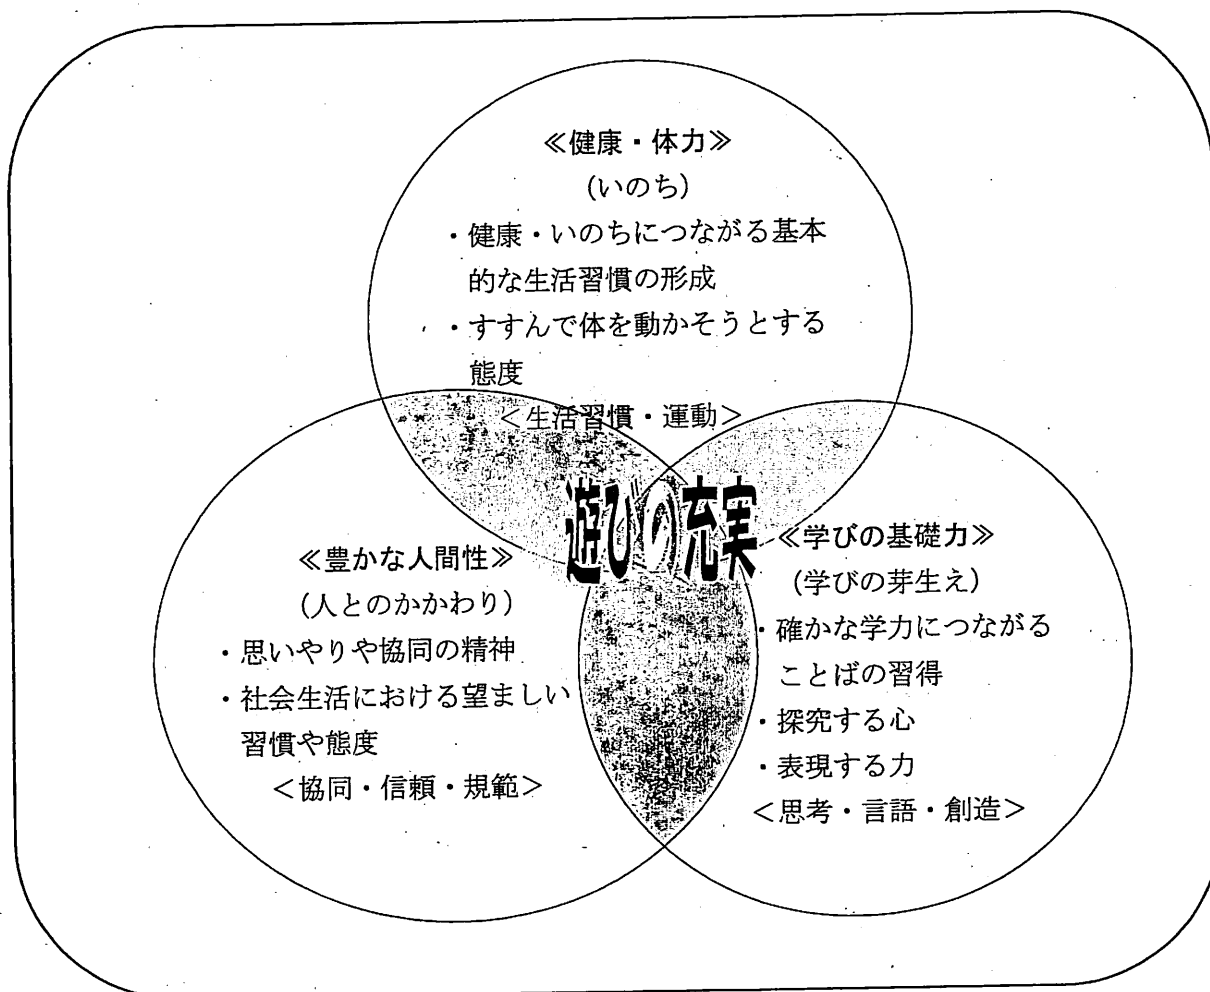 ≪健康・体力≫
(いのち)
・健康・いのちにつながる基本
的な生活習慣の形成
・すすんで体を動かそうとする
態度
＜生活習慣・運動＞
遊びの充実
≪豊かな人間性≫
(人とのかかわり)
・思いやりや協同の精神
・社会生活における望ましい
習慣や態度
＜協同・信頼・規範＞
≪学びの基礎力≫
(学びの芽生え)
・確かな学力につながる
ことばの習得
・探究する心
・表現する力
＜思考・言語・創造＞